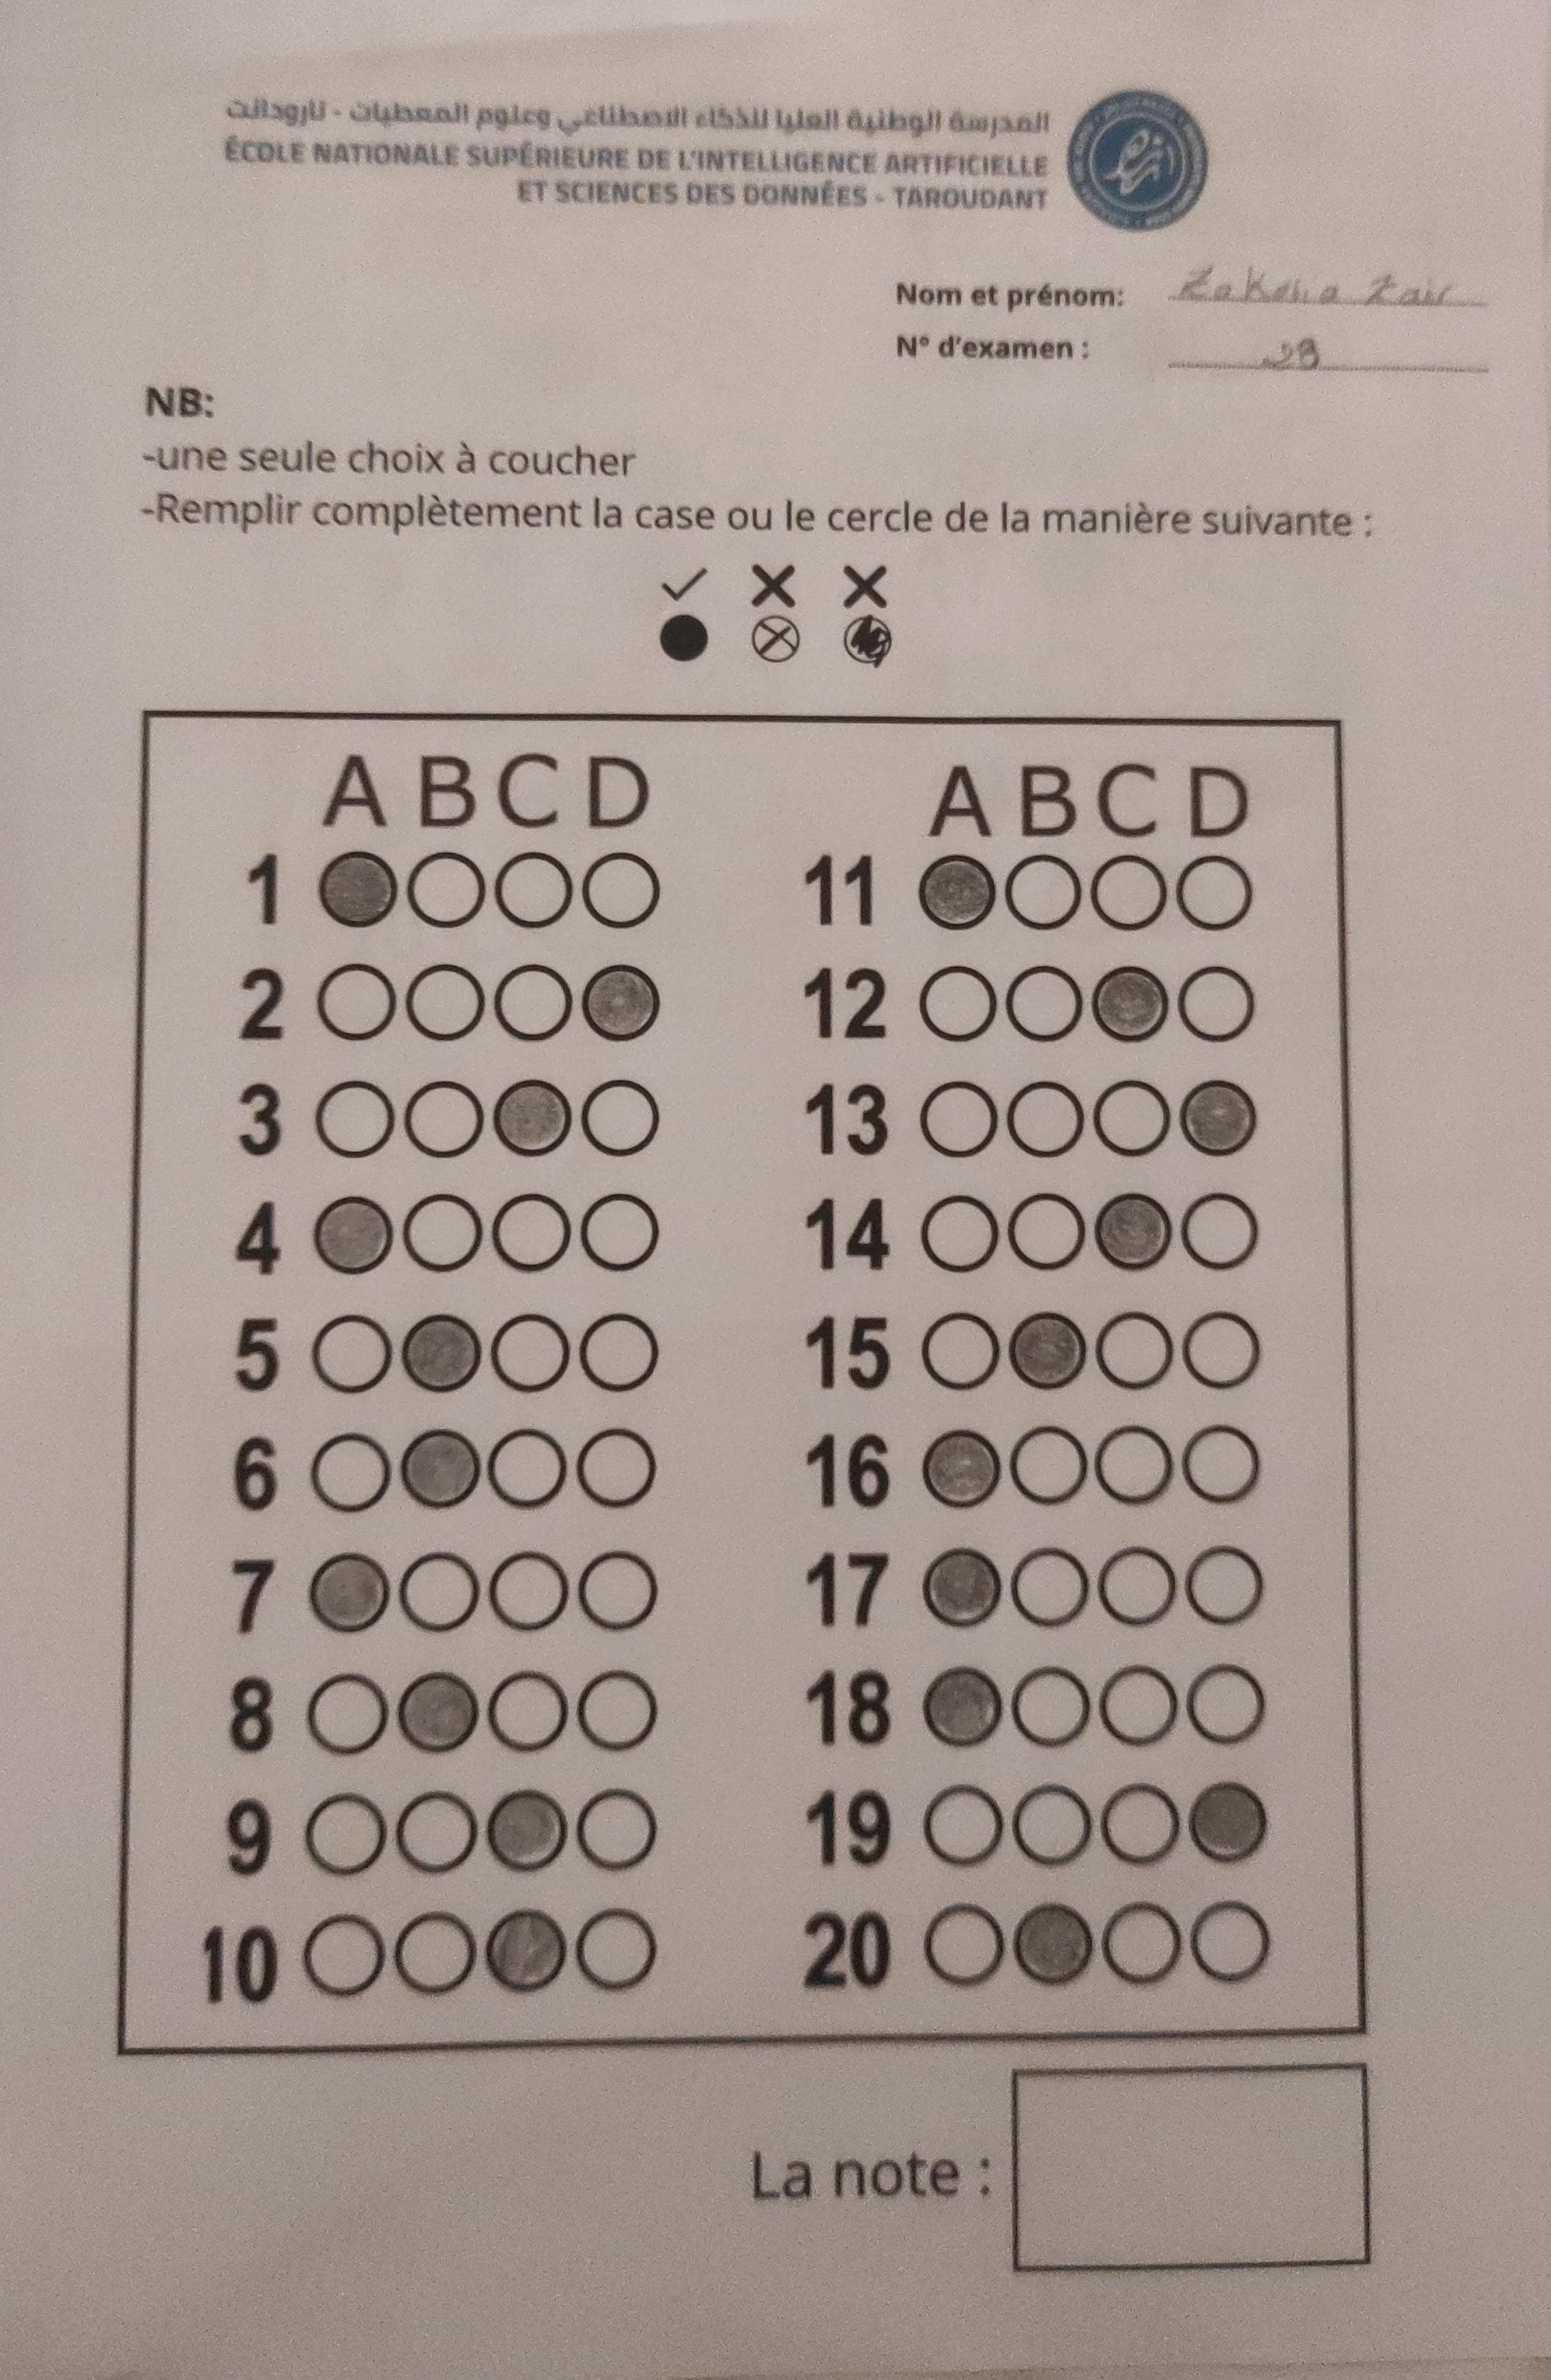 المدرسة الوطنية العليا للذكاء الاصطناعي وعلوم المعطيات - تارودانت
ÉCOLE NATIONALE SUPÉRIEURE DE L'INTELLIGENCE ARTIFICIELLE
ET SCIENCES DES DONNÉES - TAROUDANT
Nom et prénom: Zakaria Zair
N° d'examen :
NB:
-une seule choix à coucher
-Remplir complètement la case ou le cercle de la manière suivante :
A B C D
1
2
3
4
5
6
7
8
9
10
A B C D
11
12
13
14
15
16
17
18
19
20
La note :